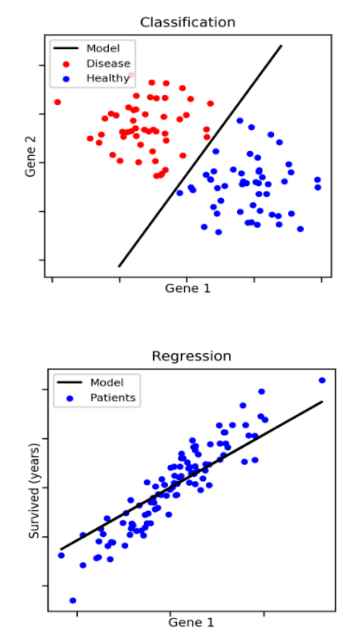 Classification
Model
Disease
Healthy
Gene 2
Gene 1
Regression
Model
Patients
Survived (years)
Gene 1